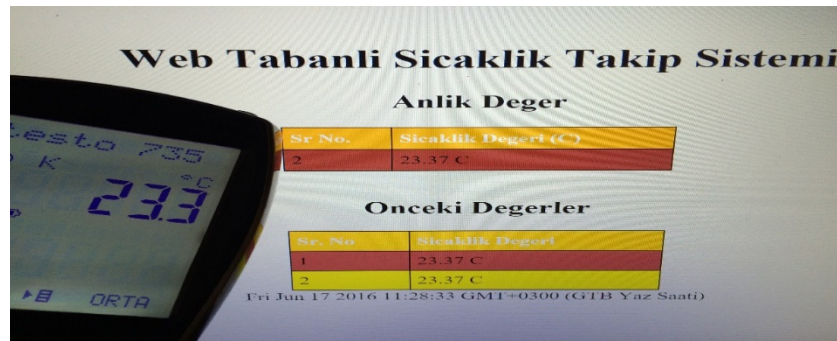 Web Tabanli Sicaklik Takip Sistemi
Anlik Deger
Sr No. Sicaklik Degeri (C)
2 23.37 C
Onceki Degerler
Sr. No Sicaklik Degeri
1 23.37 C
2 23.37 C
Fri Jun 17 2016 11:28:33 GMT+0300 (GTB Yaz Saati)
testo 735
K
°C
23.3
ORTA